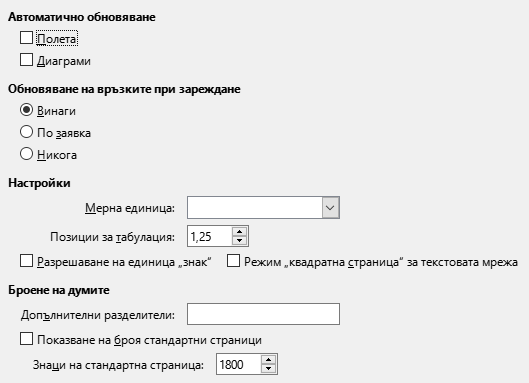 Автоматично обновяване
Полета
Диаграми
Обновяване на връзките при зареждане
Винаги
По заявка
Никога
Настройки
Мерна единица:
Позиции за табулация: 1,25
Разрешаване на единица „знак“ Режим „квадратна страница“ за текстовата мрежа
Броене на думите
Допълнителни разделители:
Показване на броя стандартни страници
Знаци на стандартна страница: 1800